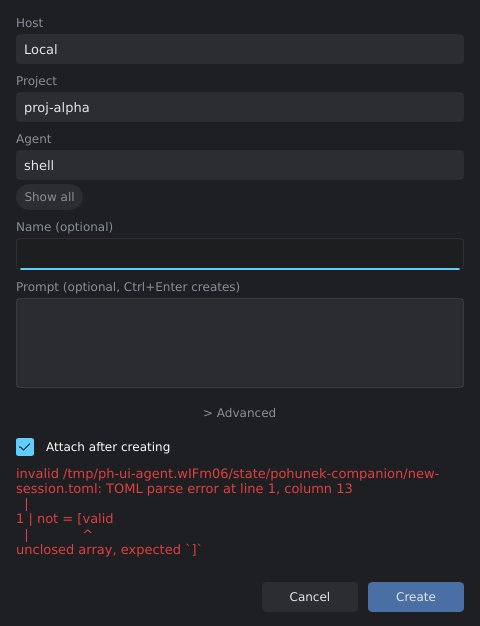 Host
Local
Project
proj-alpha
Agent
shell
Show all
Name (optional)
Prompt (optional, Ctrl+Enter creates)
> Advanced
Attach after creating
invalid /tmp/ph-ui-agent.wlFm06/state/pohunek-companion/new-
session.toml: TOML parse error at line 1, column 13
|
1 | not = [valid
| ^
unclosed array, expected `]`
Cancel
Create